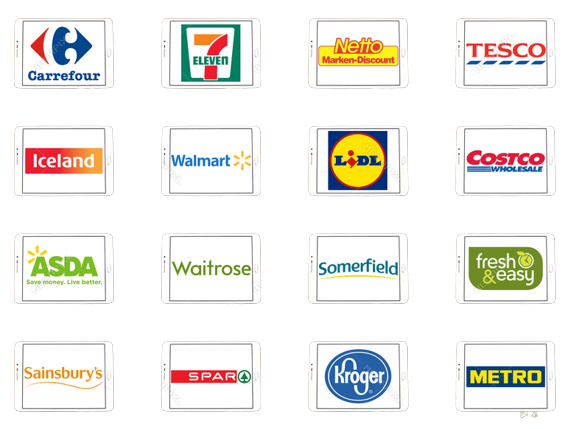 Carrefour
7
ELEVEN
Netto
Marken-Discount
TESCO
Iceland
Walmart
LIDL
COSTCO
WHOLESALE
ASDA
Save money. Live better.
Waitrose
Somerfield
fresh
& easy
Sainsbury's
SPAR
Kroger
METRO